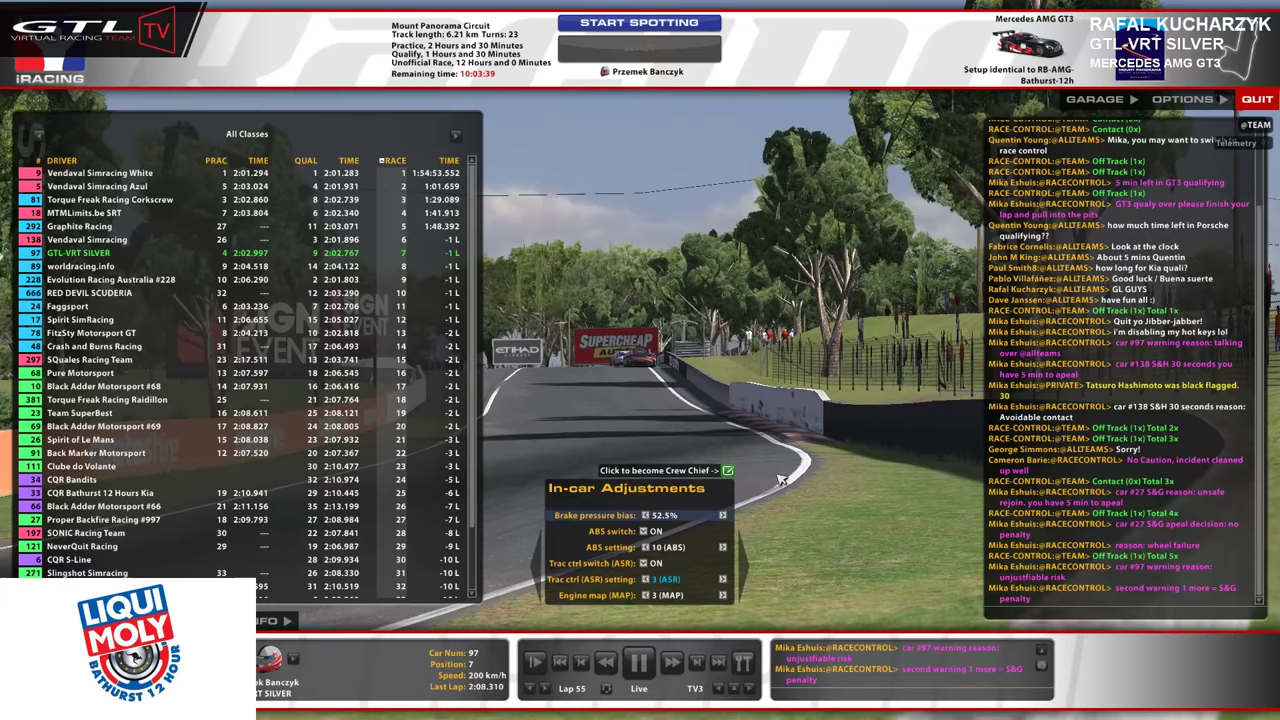 GTL TV
VIRTUAL RACING TEAM
iRACING
Mount Panorama Circuit
Track length: 6.21 km Turns: 23
Practice, 2 Hours and 30 Minutes
Qualify, 1 Hours and 30 Minutes
Unofficial Race, 12 Hours and 0 Minutes
Remaining time: 10:03:39
START SPOTTING
Przemek Banczyk
Mercedes AMG GT3
Setup identical to RB-AMG-
Bathurst-12h
RAFAL KUCHARZYK
GTL-VRT SILVER
MERCEDES AMG GT3
GARAGE OPTIONS QUIT
@TEAM
Telemetry
All Classes
# DRIVER PRAC TIME QUAL TIME RACE TIME
9 Vendaval Simracing White 1 2:01.294 1 2:01.283 1 1:54:53.552
5 Vendaval Simracing Azul 5 2:03.024 4 2:01.931 2 1:01.659
81 Torque Freak Racing Corkscrew 3 2:02.860 8 2:02.739 3 1:29.089
18 MTMLimits.be SRT 7 2:03.804 6 2:02.340 4 1:41.913
292 Graphite Racing 27 --- 11 2:03.071 5 1:48.392
138 Vendaval Simracing 26 --- 3 2:01.896 6 -1 L
97 GTL-VRT SILVER 4 2:02.997 9 2:02.767 7 -1 L
89 worldracing.info 9 2:04.518 14 2:04.122 8 -1 L
228 Evolution Racing Australia #228 10 2:06.290 2 2:01.803 9 -1 L
666 RED DEVIL SCUDERIA 32 --- 12 2:03.290 10 -1 L
24 Faggsport 6 2:03.236 7 2:02.706 11 -1 L
17 Spirit SimRacing 11 2:06.655 15 2:05.027 12 -1 L
78 FitzSty Motorsport GT 8 2:04.213 10 2:02.818 13 -2 L
48 Crash and Burns Racing 31 --- 17 2:06.493 14 -2 L
297 SQuales Racing Team 23 2:17.511 13 2:03.741 15 -2 L
68 Pure Motorsport 13 2:07.597 18 2:06.545 16 -2 L
10 Black Adder Motorsport #68 14 2:07.931 16 2:06.416 17 -2 L
381 Torque Freak Racing Raidillon 25 --- 21 2:07.764 18 -2 L
23 Team SuperBest 16 2:08.611 25 2:08.121 19 -2 L
69 Black Adder Motorsport #69 17 2:08.827 24 2:08.005 20 -2 L
26 Spirit of Le Mans 15 2:08.038 23 2:07.932 21 -3 L
91 Back Marker Motorsport 12 2:07.520 20 2:07.367 22 -3 L
111 Clube do Volante 30 2:10.477 23 -3 L
34 CQR Bandits 32 2:10.974 24 -5 L
33 CQR Bathurst 12 Hours Kia 19 2:10.941 29 2:10.445 25 -6 L
66 Black Adder Motorsport #66 21 2:11.156 26 -7 L
27 Proper Backfire Racing #997 18 2:09.793 27 2:08.984 27 -7 L
197 SONIC Racing Team 30 --- 22 2:07.841 28 -8 L
121 NeverQuit Racing 29 --- 19 2:06.987 29 -9 L
6 CQR S-Line 28 2:09.934 30 -10 L
271 Slingshot Simracing 33 --- 26 2:08.330 31 -10 L
31 2:10.519 32 -10 L
ETIHAD
SUPERCHEAP
Click to become Crew Chief ->
In-car Adjustments
Brake pressure bias: 52.5%
ABS switch: ON
ABS setting: 10 (ABS)
Trac ctrl switch (ASR): ON
Trac ctrl (ASR) setting: 3 (ASR)
Engine map (MAP): 3 (MAP)
RACE-CONTROL:@TEAM> Contact (0x)
RACE-CONTROL:@TEAM> Contact (0x)
Quentin Young:@ALLTEAMS> Mika, you may want to
race control
RACE-CONTROL:@TEAM> Off Track (1x)
RACE-CONTROL:@TEAM> Off Track (1x)
Mika Eshuis:@RACECONTROL> 5 min left in GT3 qualifying
RACE-CONTROL:@TEAM> Off Track (1x)
Mika Eshuis:@RACECONTROL> GT3 qualy over please finish your
lap and pull into the pits
Quentin Young:@ALLTEAMS> how much time left in Porsche
qualifying??
Fabrice Cornelis:@ALLTEAMS> Look at the clock
John M King:@ALLTEAMS> About 5 mins Quentin
Paul Smith8:@ALLTEAMS> how long for Kia quali?
Pablo Villafáñez:@ALLTEAMS> Good luck / Buena suerte
Rafal Kucharzyk:@ALLTEAMS> GL GUYS
Dave Janssen:@ALLTEAMS> have fun all :)
RACE-CONTROL:@TEAM> Off Track (1x) Total 1x
Mika Eshuis:@RACECONTROL> Quit yo Jibber-jabber!
Mika Eshuis:@RACECONTROL> i'm disabling my hot keys lol
Mika Eshuis:@RACECONTROL> car #97 warning reason: talking
over @allteams
Mika Eshuis:@RACECONTROL> car #138 S&H 30 seconds you
have 5 min to apeal
Mika Eshuis:@PRIVATE> Tatsuro Hashimoto was black flagged.
30
Mika Eshuis:@RACECONTROL> car #138 S&H 30 seconds reason:
Avoidable contact
RACE-CONTROL:@TEAM> Off Track (1x) Total 2x
RACE-CONTROL:@TEAM> Off Track (1x) Total 3x
George Simmons:@ALLTEAMS> Sorry!
Cameron Barie:@RACECONTROL> No Caution, incident cleaned
up well
RACE-CONTROL:@TEAM> Contact (0x) Total 3x
Mika Eshuis:@RACECONTROL> car #27 S&G reason: unsafe
rejoin. you have 5 min to apeal
RACE-CONTROL:@TEAM> Off Track (1x) Total 4x
Mika Eshuis:@RACECONTROL> car #27 S&G apeal decision: no
penalty
Mika Eshuis:@RACECONTROL> reason: wheel failure
RACE-CONTROL:@TEAM> Off Track (1x) Total 5x
Mika Eshuis:@RACECONTROL> car #97 warning reason:
unjustfiable risk
Mika Eshuis:@RACECONTROL> second warning 1 more = S&G
penalty
LIQUI
MOLY
BATHURST 12 HOUR
Car Num: 97
Position: 7
Speed: 200 km/h
Last Lap: 2:08.310
Lap 55 Live TV3
Mika Eshuis:@RACECONTROL> car #97 warning reason:
unjustfiable risk
Mika Eshuis:@RACECONTROL> second warning 1 more = S&G
penalty